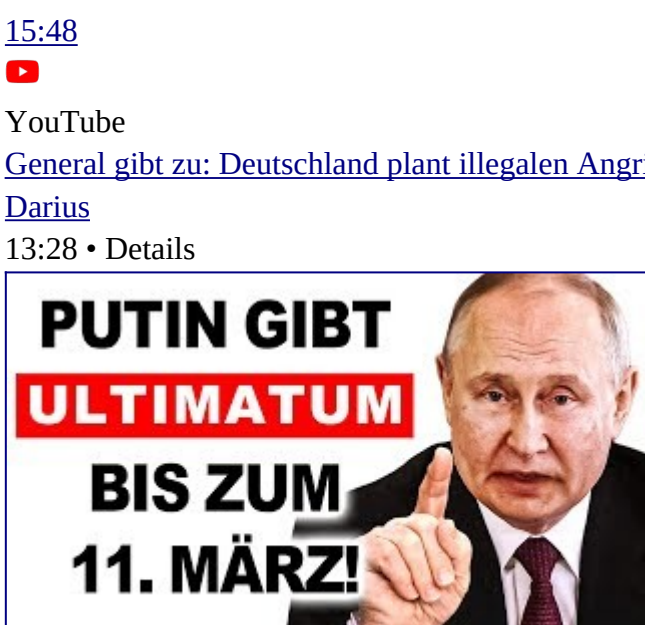 15:48
YouTube
General gibt zu: Deutschland plant illegalen Angri
Darius
13:28 • Details
PUTIN GIBT
ULTIMATUM
BIS ZUM
11. MÄRZ!